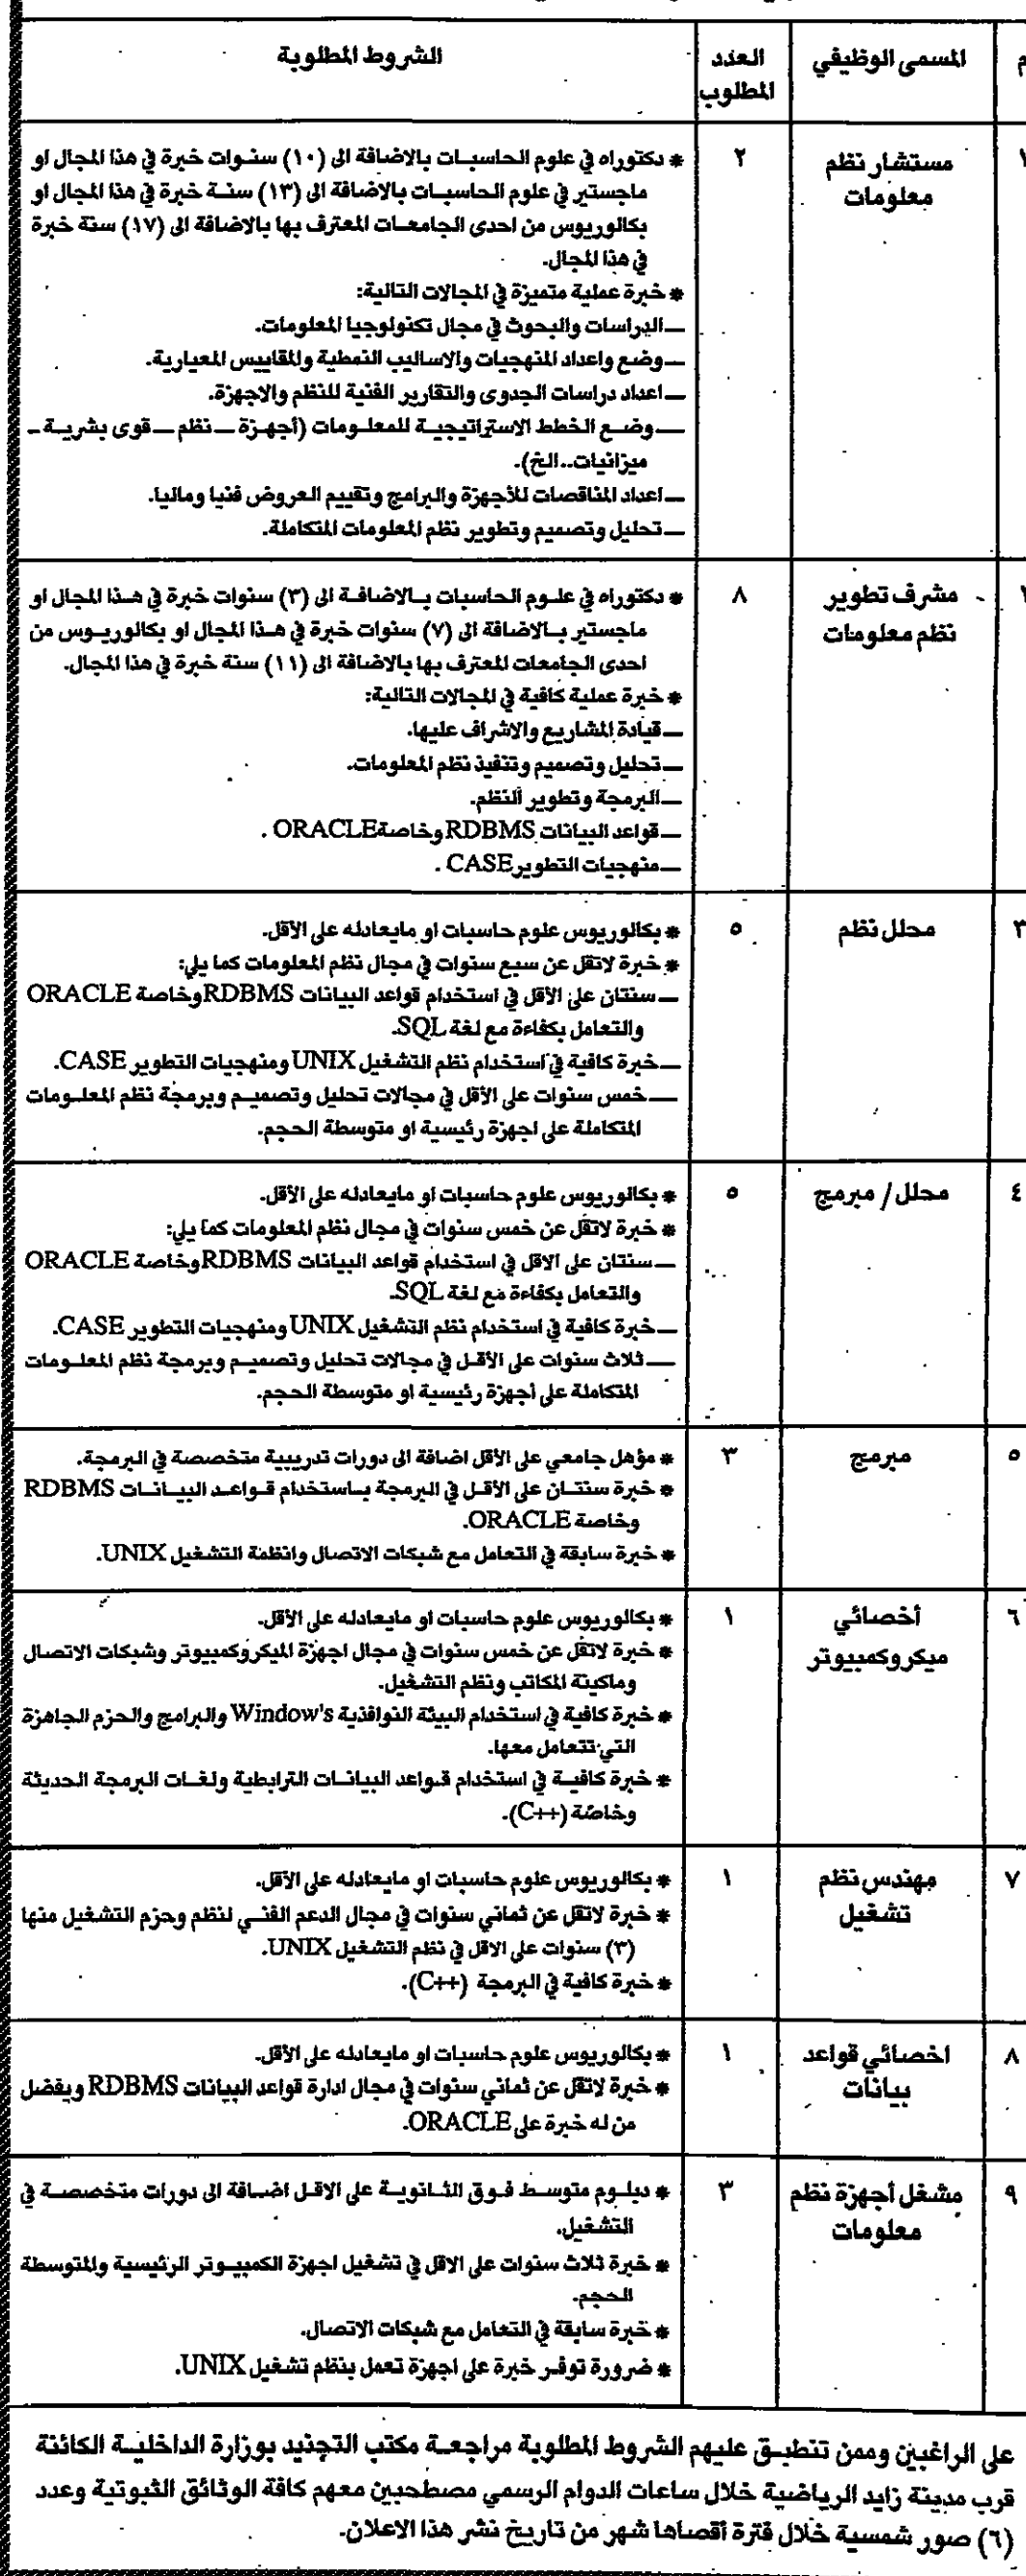 م
المسمى الوظيفي
العدد
المطلوب
الشروط المطلوبة
١
مستشار نظم
معلومات
٢
* دكتوراه في علوم الحاسبات بالاضافة الى (١٠) سنوات خبرة في هذا المجال او
ماجستير في علوم الحاسبات بالاضافة الى (١٣) سنة خبرة في هذا المجال او
بكالوريوس من احدى الجامعات المعترف بها بالاضافة الى (١٧) سنة خبرة
في هذا المجال.
* خبرة عملية متميزة في المجالات التالية:
ــ الدراسات والبحوث في مجال تكنولوجيا المعلومات.
ــ وضع واعداد المنهجيات والاساليب النمطية والمقاييس المعيارية.
ــ اعداد دراسات الجدوى والتقارير الفنية للنظم والاجهزة.
ــ وضع الخطط الاستراتيجية للمعلومات (أجهزة ــ نظم ــ قوى بشرية ــ
ميزانيات..الخ).
ــ اعداد المناقصات للأجهزة والبرامج وتقييم العروض فنيا وماليا.
ــ تحليل وتصميم وتطوير نظم المعلومات المتكاملة.
مشرف تطوير
نظم معلومات
٨
* دكتوراه في علوم الحاسبات بالاضافة الى (٣) سنوات خبرة في هذا المجال او
ماجستير بالاضافة الى (٧) سنوات خبرة في هذا المجال او بكالوريوس من
احدى الجامعات المعترف بها بالاضافة الى (١١) سنة خبرة في هذا المجال.
* خبرة عملية كافية في المجالات التالية:
ــ قيادة المشاريع والاشراف عليها.
ــ تحليل وتصميم وتنفيذ نظم المعلومات.
ــ البرمجة وتطوير النظم.
ــ قواعد البيانات RDBMS وخاصة ORACLE .
ــ منهجيات التطوير CASE .
٣
محلل نظم
٥
* بكالوريوس علوم حاسبات او مايعادله على الأقل.
* خبرة لاتقل عن سبع سنوات في مجال نظم المعلومات كما يلي:
ــ سنتان على الأقل في استخدام قواعد البيانات RDBMS وخاصة ORACLE
والتعامل بكفاءة مع لغة SQL.
ــ خبرة كافية في استخدام نظم التشغيل UNIX ومنهجيات التطوير CASE.
ــ خمس سنوات على الأقل في مجالات تحليل وتصميم وبرمجة نظم المعلومات
المتكاملة على اجهزة رئيسية او متوسطة الحجم.
٤
محلل / مبرمج
٥
* بكالوريوس علوم حاسبات او مايعادله على الأقل.
* خبرة لاتقل عن خمس سنوات في مجال نظم المعلومات كما يلي:
ــ سنتان على الاقل في استخدام قواعد البيانات RDBMS وخاصة ORACLE
والتعامل بكفاءة مع لغة SQL.
ــ خبرة كافية في استخدام نظم التشغيل UNIX ومنهجيات التطوير CASE.
ــ ثلاث سنوات على الأقل في مجالات تحليل وتصميم وبرمجة نظم المعلومات
المتكاملة على أجهزة رئيسية او متوسطة الحجم.
٥
مبرمج
٣
* مؤهل جامعي على الأقل اضافة الى دورات تدريبية متخصصة في البرمجة.
* خبرة سنتان على الأقل في البرمجة باستخدام قواعد البيانات RDBMS
وخاصة ORACLE.
* خبرة سابقة في التعامل مع شبكات الاتصال وانظمة التشغيل UNIX.
٦
أخصائي
ميكروكمبيوتر
١
* بكالوريوس علوم حاسبات او مايعادله على الأقل.
* خبرة لاتقل عن خمس سنوات في مجال اجهزة الميكروكمبيوتر وشبكات الاتصال
وماكينة المكاتب ونظم التشغيل.
* خبرة كافية في استخدام البيئة النوافذية Window's والبرامج والحزم الجاهزة
التي تتعامل معها.
* خبرة كافية في استخدام قواعد البيانات الترابطية ولغات البرمجة الحديثة
وخاصة (C++).
٧
مهندس نظم
تشغيل
١
* بكالوريوس علوم حاسبات او مايعادله على الأقل.
* خبرة لاتقل عن ثماني سنوات في مجال الدعم الفني لنظم وحزم التشغيل منها
(٣) سنوات على الاقل في نظم التشغيل UNIX.
* خبرة كافية في البرمجة (C++).
٨
اخصائي قواعد
بيانات
١
* بكالوريوس علوم حاسبات او مايعادله على الأقل.
* خبرة لاتقل عن ثماني سنوات في مجال ادارة قواعد البيانات RDBMS ويفضل
من له خبرة على ORACLE.
٩
مشغل أجهزة نظم
معلومات
٣
* دبلوم متوسط فوق الثانوية على الاقل اضافة الى دورات متخصصة في
التشغيل.
* خبرة ثلاث سنوات على الاقل في تشغيل اجهزة الكمبيوتر الرئيسية والمتوسطة
الحجم.
* خبرة سابقة في التعامل مع شبكات الاتصال.
* ضرورة توفر خبرة على اجهزة تعمل بنظم تشغيل UNIX.
على الراغبين وممن تنطبق عليهم الشروط المطلوبة مراجعة مكتب التجنيد بوزارة الداخلية الكائنة
قرب مدينة زايد الرياضية خلال ساعات الدوام الرسمي مصطحبين معهم كافة الوثائق الثبوتية وعدد
(٦) صور شمسية خلال فترة أقصاها شهر من تاريخ نشر هذا الاعلان.